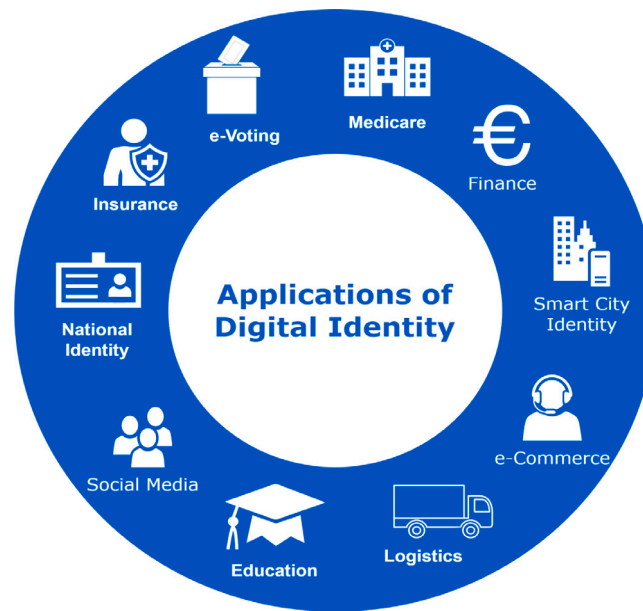 Applications of
Digital Identity
e-Voting
Medicare
Finance
Smart City
Identity
e-Commerce
Logistics
Education
Social Media
National
Identity
Insurance